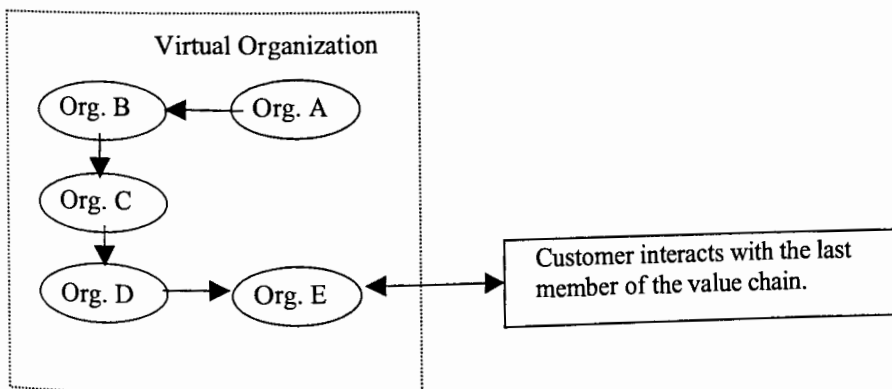 Virtual Organization
Org. B
Org. A
Org. C
Org. D
Org. E
Customer interacts with the last
member of the value chain.